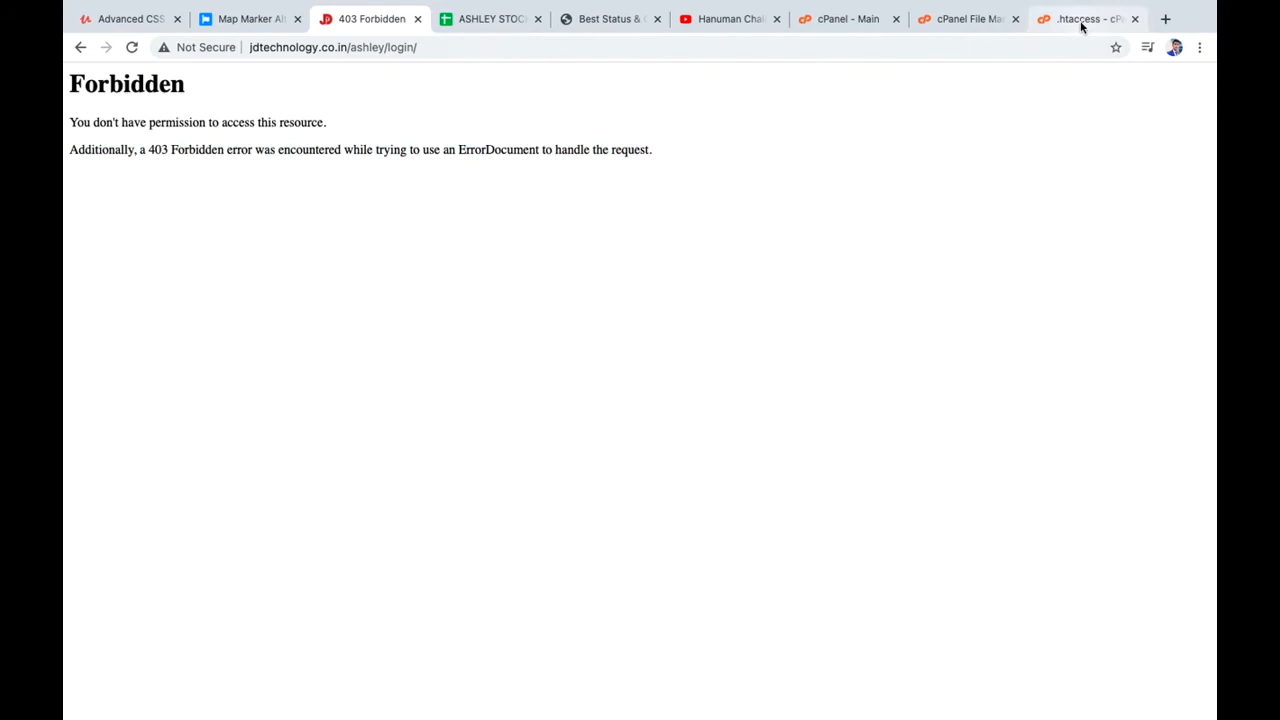 Advanced CSS
Map Marker Alt
403 Forbidden
ASHLEY STOC
Best Status &
Hanuman Chal
cPanel - Main
cPanel File Ma
.htaccess - cP
Not Secure
jdtechnology.co.in/ashley/login/
Forbidden
You don't have permission to access this resource.
Additionally, a 403 Forbidden error was encountered while trying to use an ErrorDocument to handle the request.